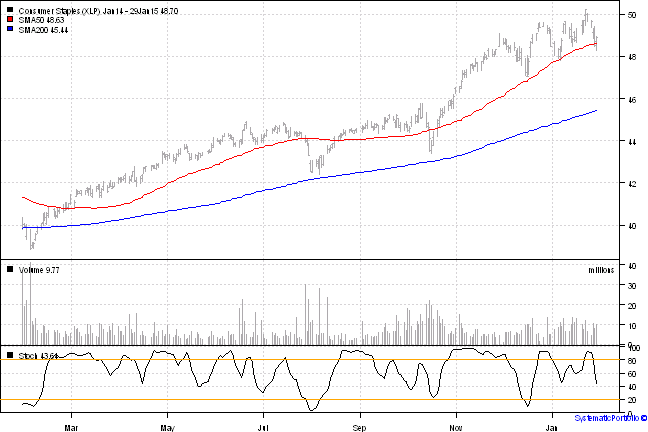 Consumer Staples (XLP) Jan14 - 29Jan15 48.70
SMA50 48.63
SMA200 45.44
50
48
46
44
42
40
Volume 9.77
millions
40
30
20
10
0
Stoch 43.61
100
80
60
40
20
0
Mar May Jul Sep Nov Jan
SystematicPortfolio ©